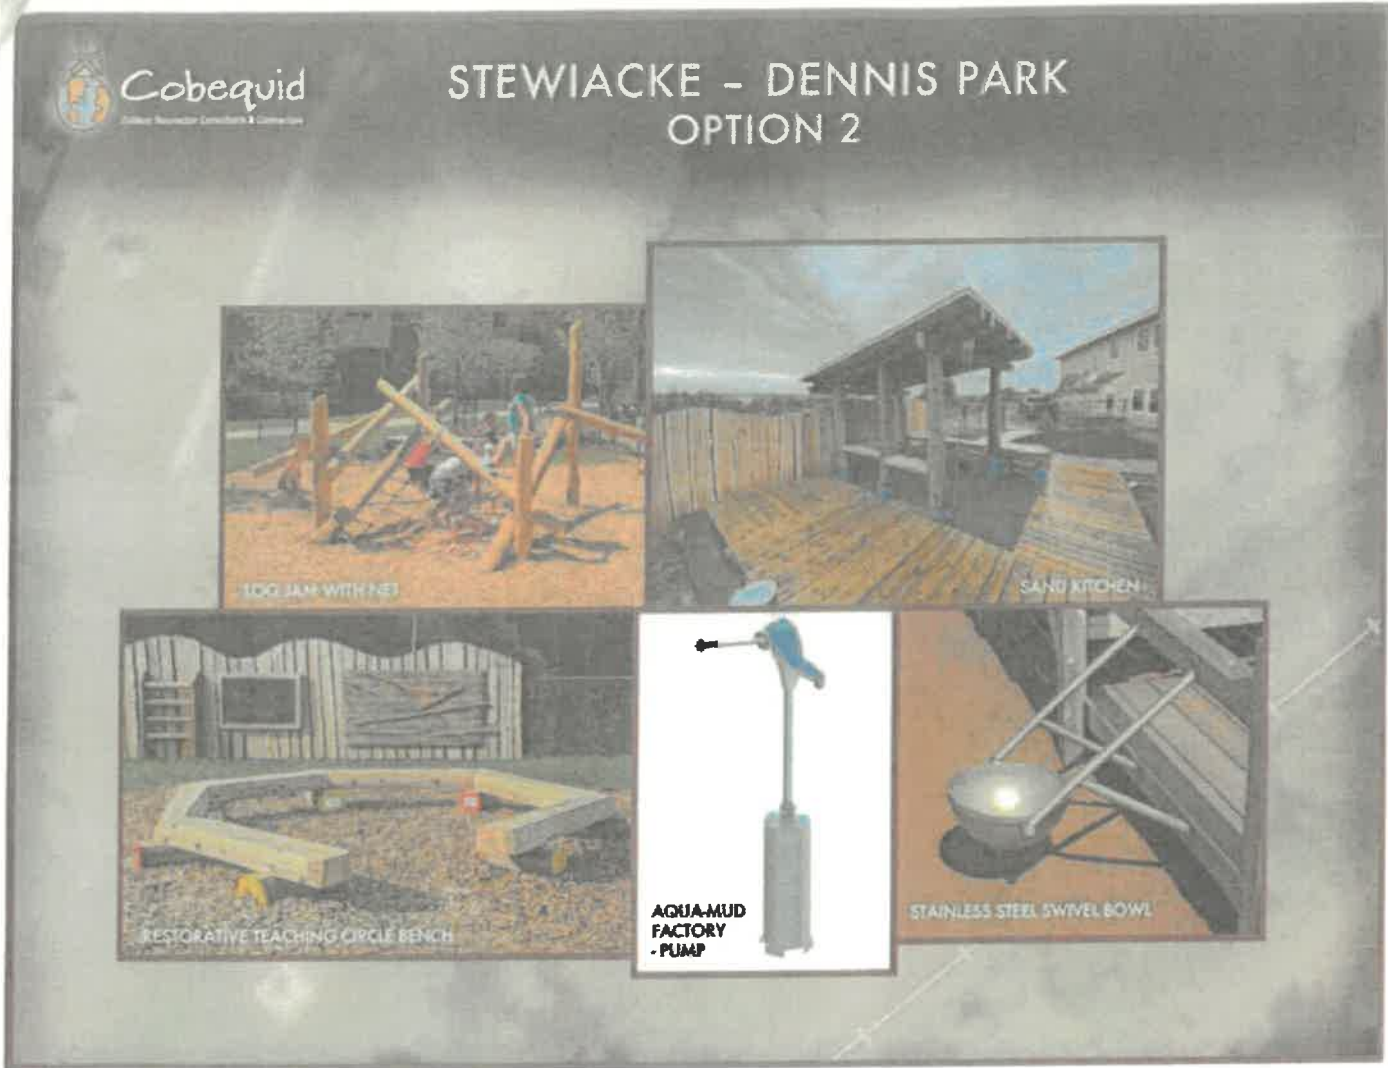 Cobequid
STEWIACKE – DENNIS PARK
OPTION 2
LOG JAM WITH NET
SAND KITCHEN
RESTORATIVE TEACHING CIRCLE BENCH
AQUA-MUD
FACTORY
- PUMP
STAINLESS STEEL SWIVEL BOWL